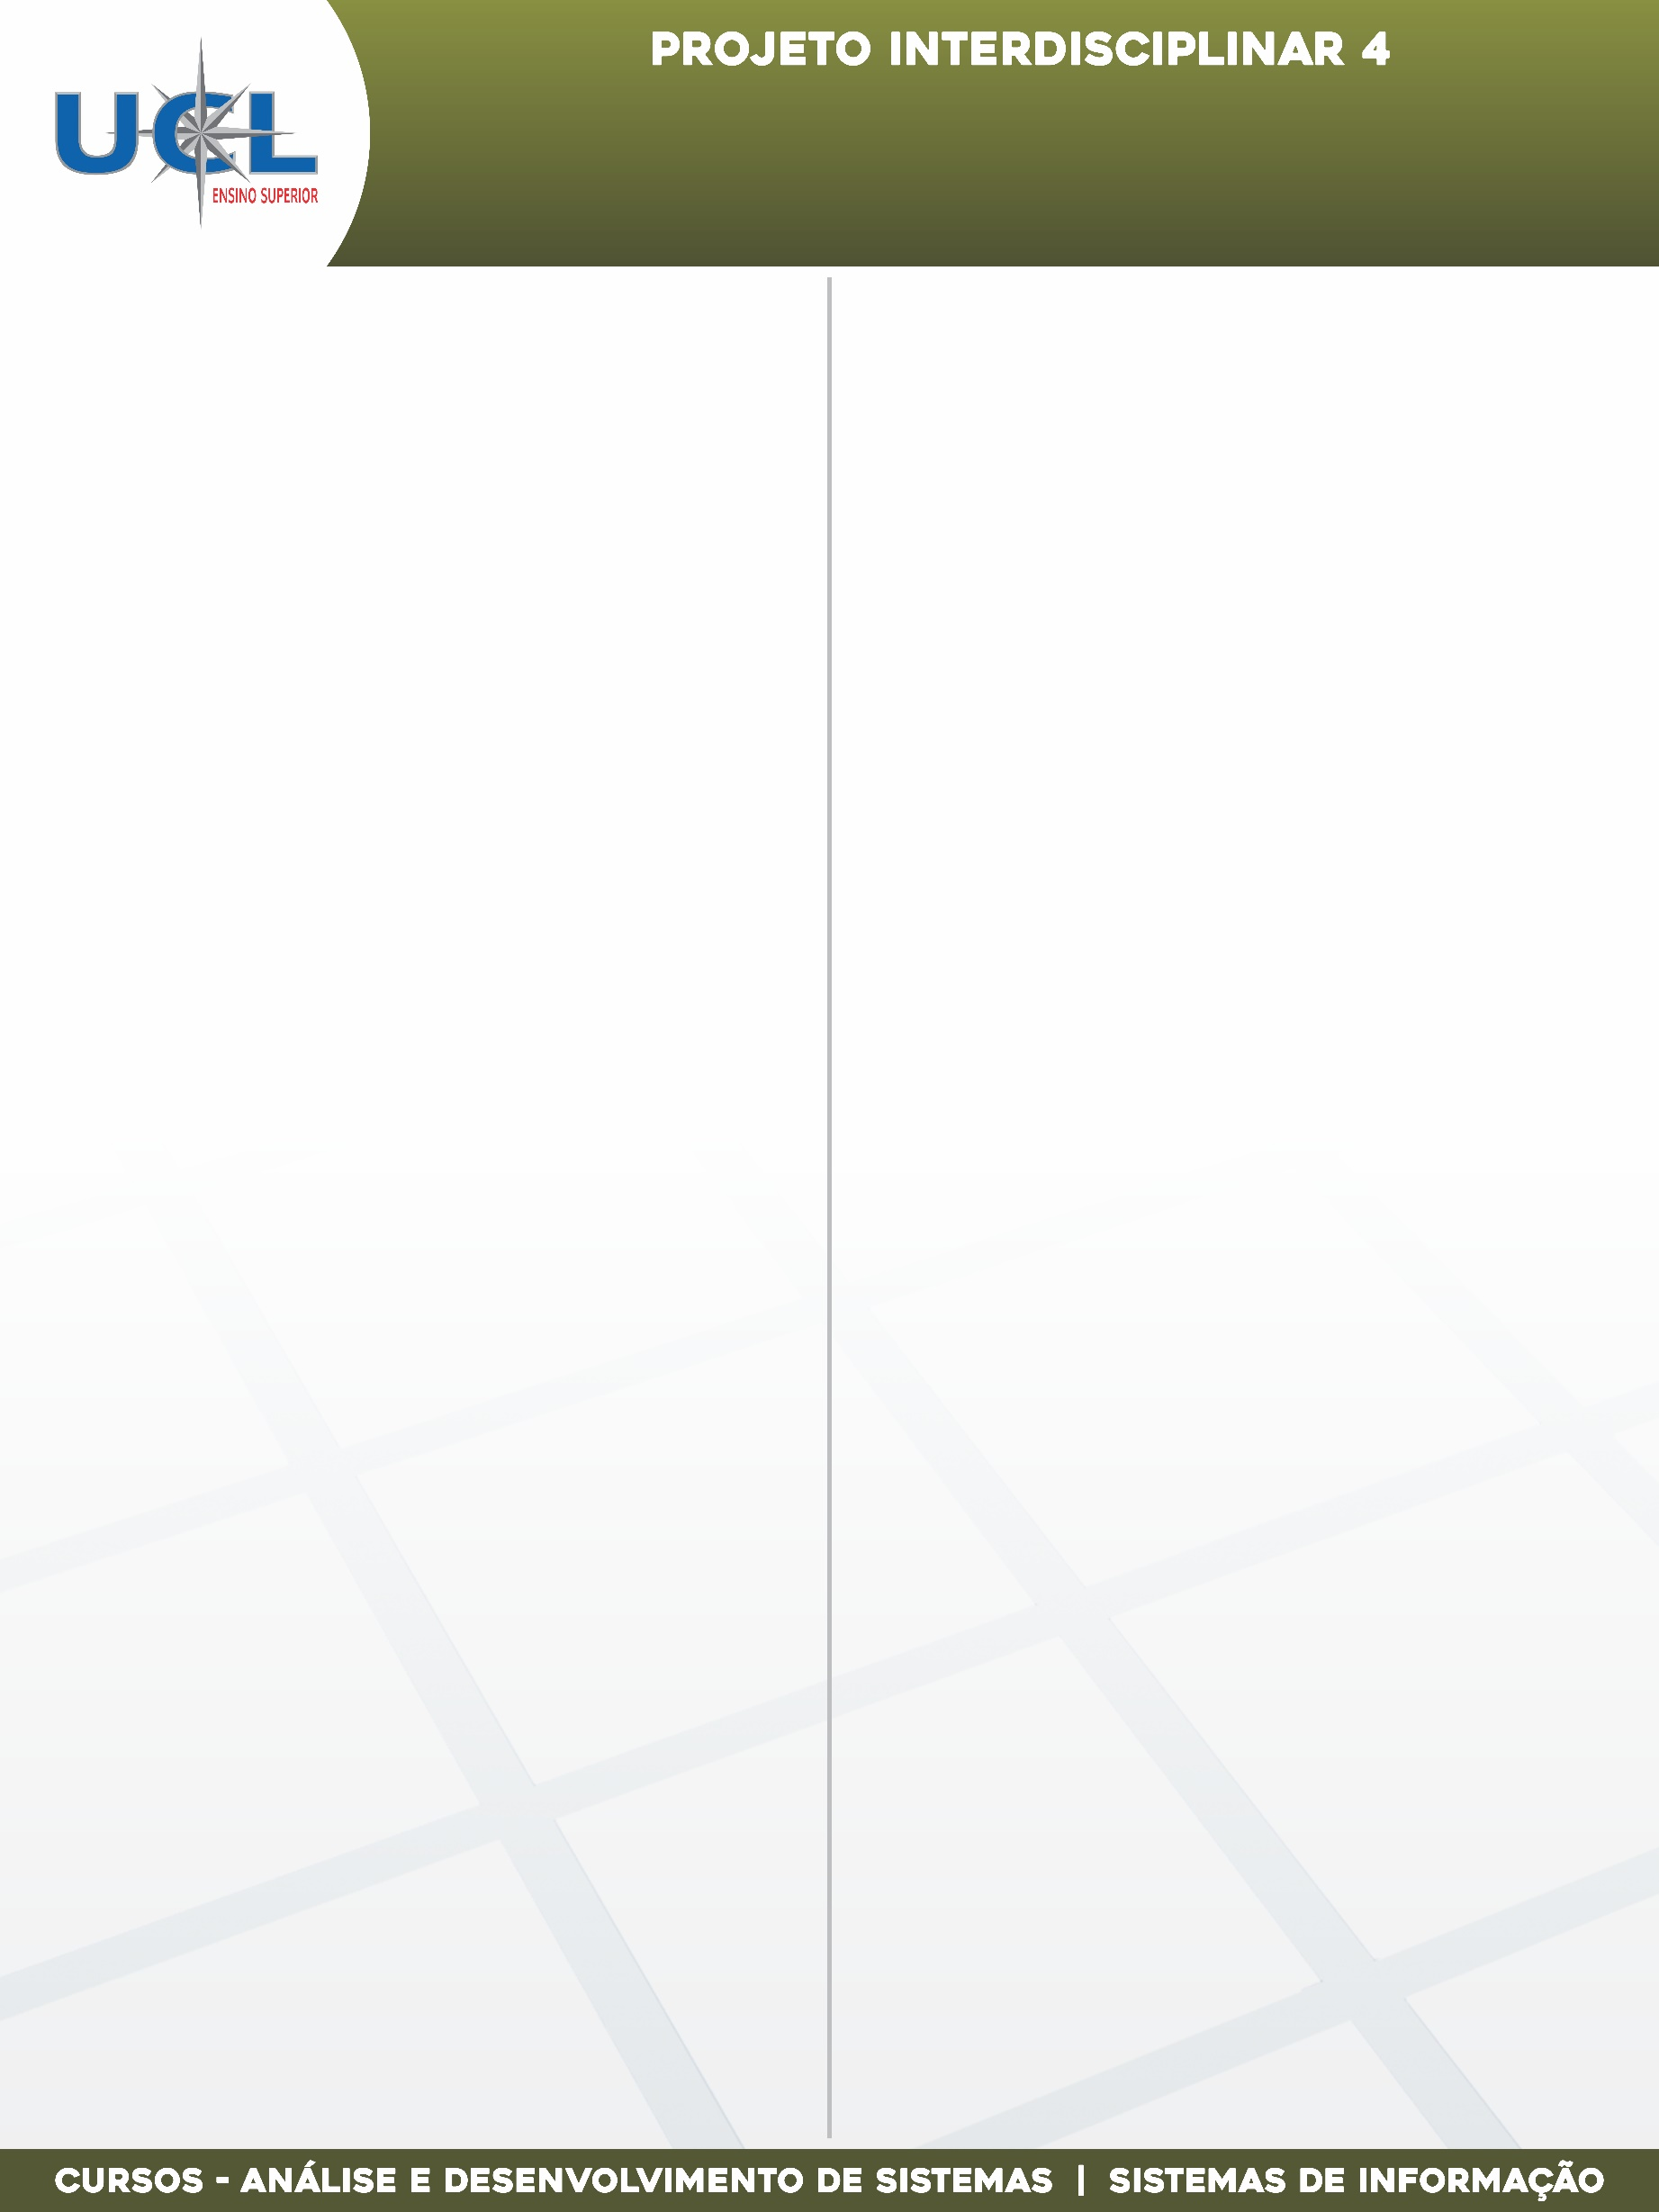 PROJETO INTERDISCIPLINAR 4
UCL
ENSINO SUPERIOR
CURSOS - ANÁLISE E DESENVOLVIMENTO DE SISTEMAS | SISTEMAS DE INFORMAÇÃO